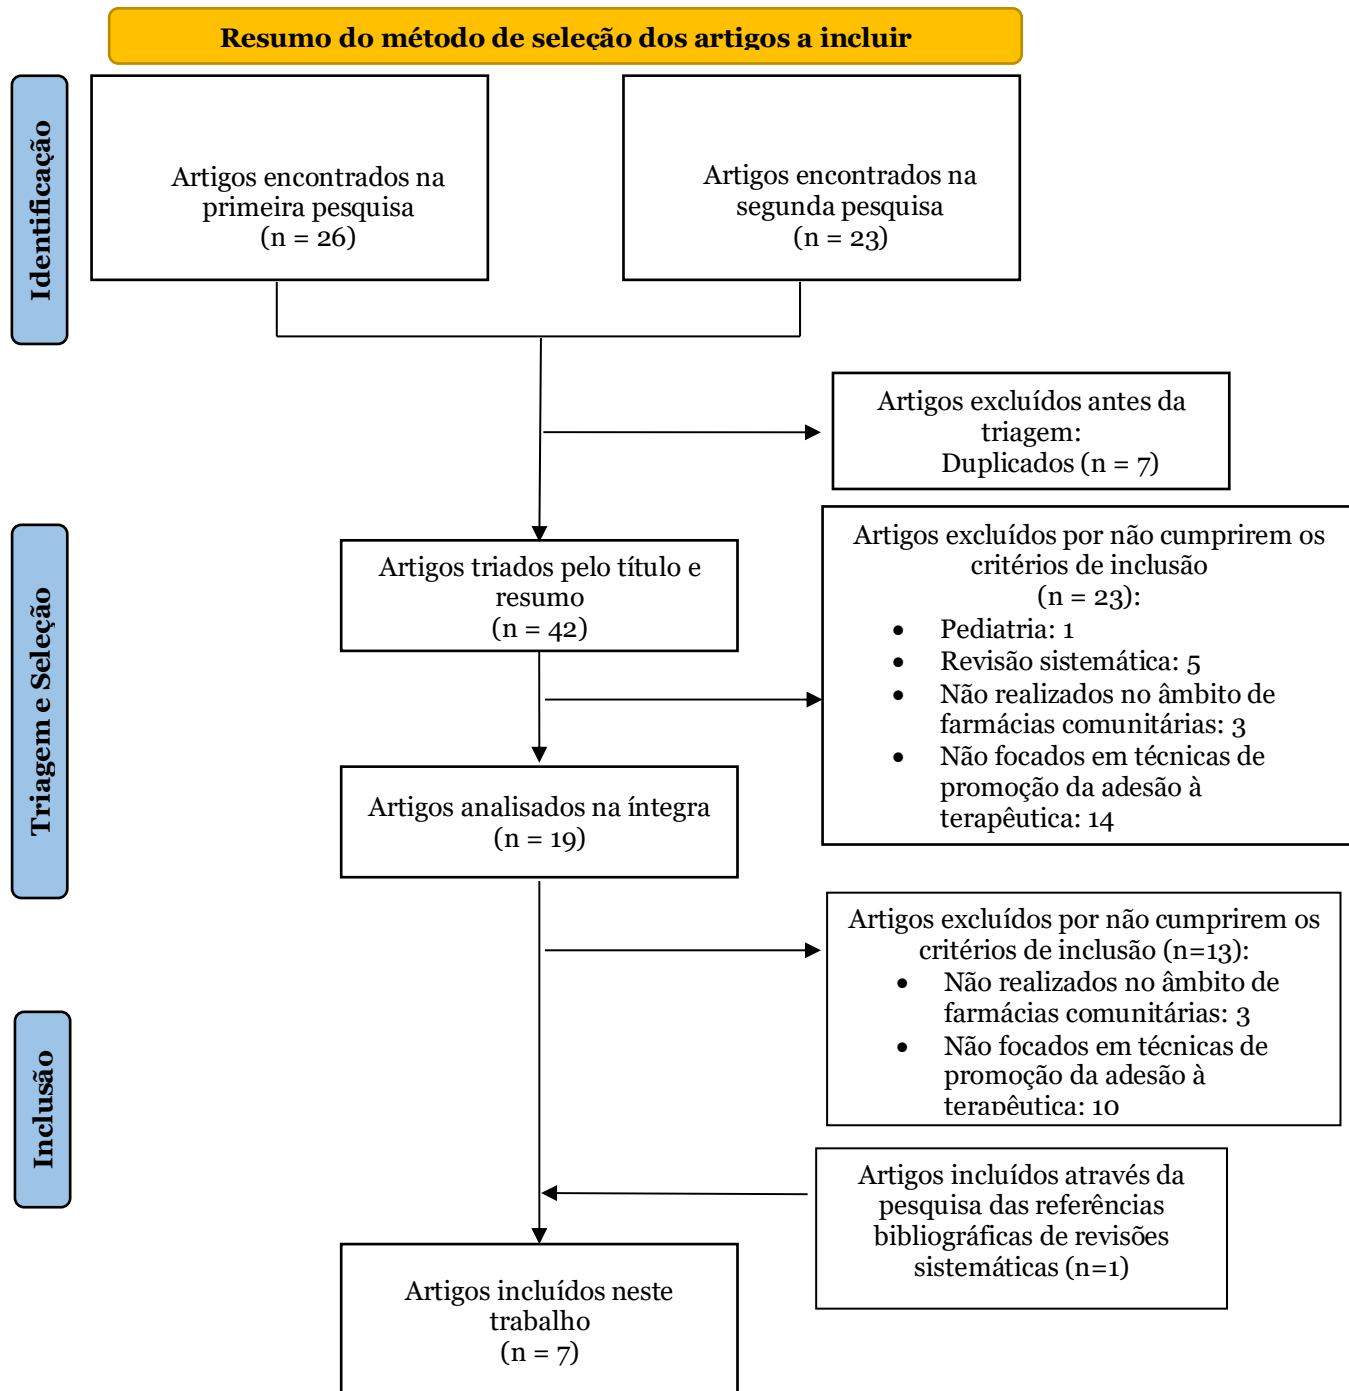 Resumo do método de seleção dos artigos a incluir
Identificação
Artigos encontrados na
primeira pesquisa
(n = 26)
Artigos encontrados na
segunda pesquisa
(n = 23)
Artigos excluídos antes da
triagem:
Duplicados (n = 7)
Triagem e Seleção
Artigos triados pelo título e
resumo
(n = 42)
Artigos excluídos por não cumprirem os
critérios de inclusão
(n = 23):
• Pediatria: 1
• Revisão sistemática: 5
• Não realizados no âmbito de
farmácias comunitárias: 3
• Não focados em técnicas de
promoção da adesão à
terapêutica: 14
Artigos analisados na íntegra
(n = 19)
Artigos excluídos por não cumprirem os
critérios de inclusão (n=13):
• Não realizados no âmbito de
farmácias comunitárias: 3
• Não focados em técnicas de
promoção da adesão à
terapêutica: 10
Inclusão
Artigos incluídos através da
pesquisa das referências
bibliográficas de revisões
sistemáticas (n=1)
Artigos incluídos neste
trabalho
(n = 7)